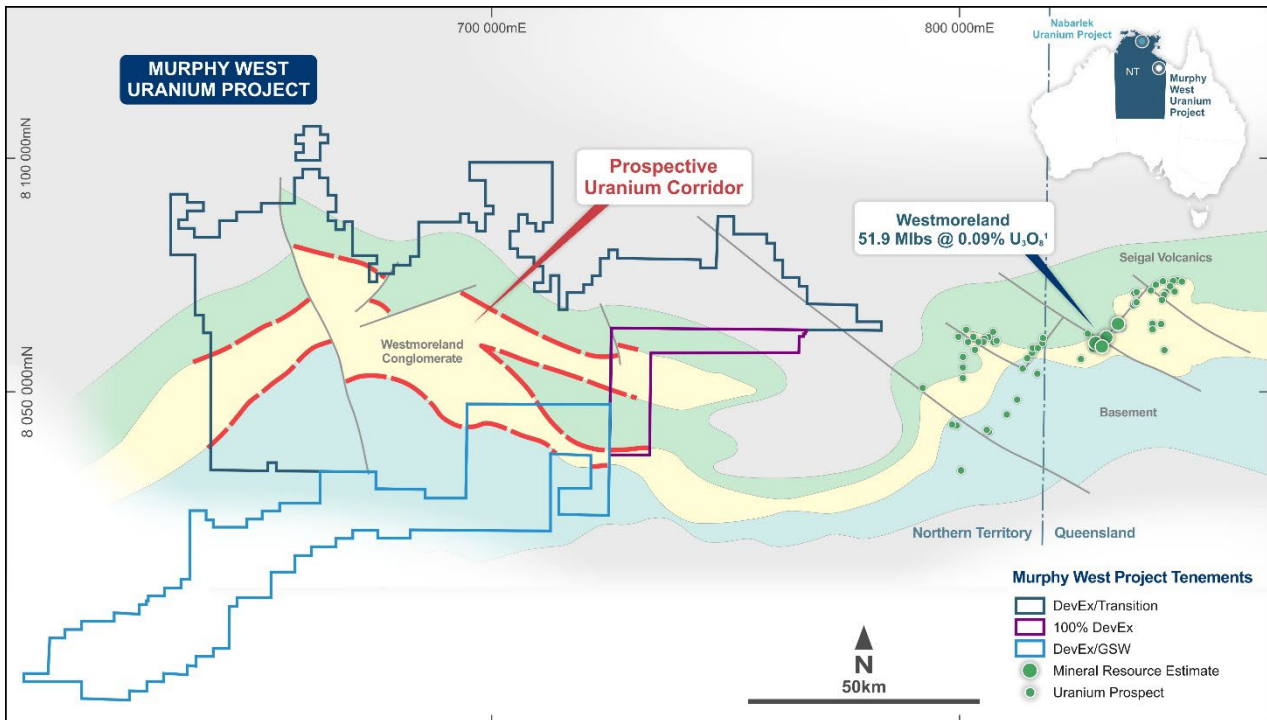 700 000mE
800 000mE
Nabarlek
Uranium Project
NT
Murphy
West
Uranium
Project
MURPHY WEST
URANIUM PROJECT
8 100 000mN
8 050 000mN
Prospective
Uranium Corridor
Westmoreland
51.9 Mlbs @ 0.09% U₃O₈¹
Seigal Volcanics
Westmoreland
Conglomerate
Basement
Northern Territory
Queensland
Murphy West Project Tenements
DevEx/Transition
100% DevEx
DevEx/GSW
Mineral Resource Estimate
Uranium Prospect
N
50km